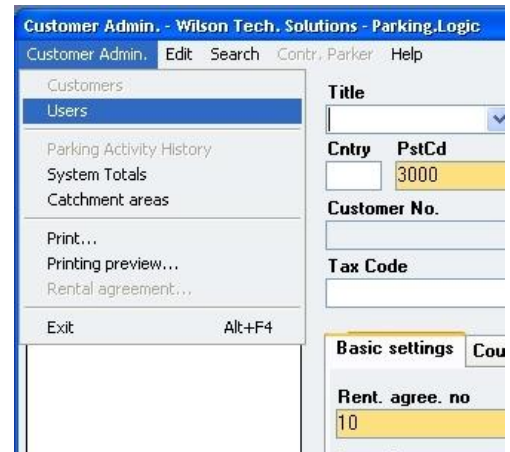 Customer Admin. - Wilson Tech. Solutions - Parking.Logic
Customer Admin. Edit Search Contr. Parker Help
Customers
Users
Parking Activity History
System Totals
Catchment areas
Print...
Printing preview...
Rental agreement...
Exit Alt+F4
Title
Cntry PstCd
3000
Customer No.
Tax Code
Basic settings Cou
Rent. agree. no
10